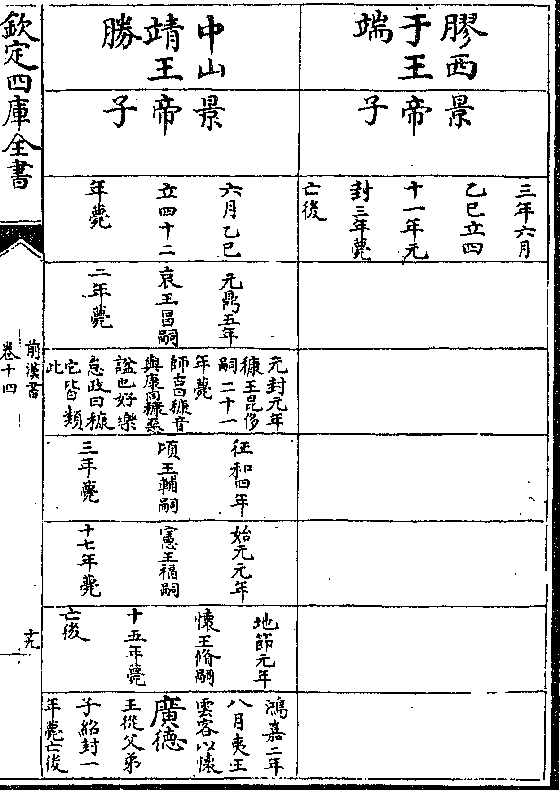 膠西
于王
端
景
帝
子
三年六月
乙巳立四
十一年元
封三年薨
亡後
中山
靖王
勝
景
帝
子
六月乙巳
立四十二
年薨
元鼎五年
哀王昌嗣
二年薨
元封元年
糠王昆侈
嗣二十一
年薨
師古曰糠音
與康同糠惡
諡也好樂
怠政曰糠
它皆類
此
征和四年
頃王輔嗣
三年薨
始元元年
憲王福嗣
十七年薨
地節元年
懷王脩嗣
十五年薨
亡後
鴻嘉二年
八月夷王
雲客以懷
廣德
王從父弟
子紹封一
年薨亡後
欽定四庫全書
前漢書
卷十四
十九